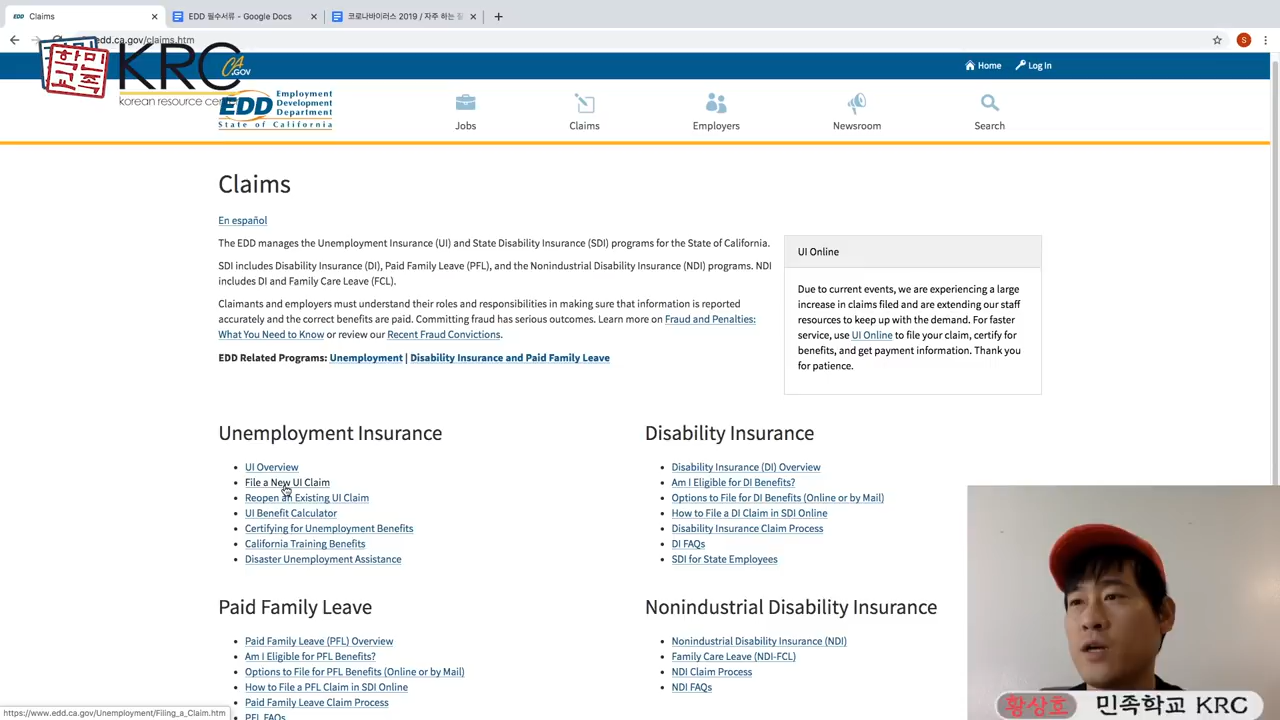 Claims
EDD 필수서류 - Google Docs
코로나바이러스 2019 / 자주 하는 질
edd.ca.gov/claims.htm
S
한미
교족
KRC
korean resource cen
CA
.GOV
Home
Log In
EDD
Employment
Development
Department
State of California
Jobs
Claims
Employers
Newsroom
Search
Claims
En español
The EDD manages the Unemployment Insurance (UI) and State Disability Insurance (SDI) programs for the State of California.
SDI includes Disability Insurance (DI), Paid Family Leave (PFL), and the Nonindustrial Disability Insurance (NDI) programs. NDI
includes DI and Family Care Leave (FCL).
Claimants and employers must understand their roles and responsibilities in making sure that information is reported
accurately and the correct benefits are paid. Committing fraud has serious outcomes. Learn more on Fraud and Penalties:
What You Need to Know or review our Recent Fraud Convictions.
EDD Related Programs: Unemployment | Disability Insurance and Paid Family Leave
UI Online
Due to current events, we are experiencing a large
increase in claims filed and are extending our staff
resources to keep up with the demand. For faster
service, use UI Online to file your claim, certify for
benefits, and get payment information. Thank you
for patience.
Unemployment Insurance
UI Overview
File a New UI Claim
Reopen an Existing UI Claim
UI Benefit Calculator
Certifying for Unemployment Benefits
California Training Benefits
Disaster Unemployment Assistance
Disability Insurance
Disability Insurance (DI) Overview
Am I Eligible for DI Benefits?
Options to File for DI Benefits (Online or by Mail)
How to File a DI Claim in SDI Online
Disability Insurance Claim Process
DI FAQs
SDI for State Employees
Paid Family Leave
Paid Family Leave (PFL) Overview
Am I Eligible for PFL Benefits?
Options to File for PFL Benefits (Online or by Mail)
How to File a PFL Claim in SDI Online
Paid Family Leave Claim Process
PFL FAQs
Nonindustrial Disability Insurance
Nonindustrial Disability Insurance (NDI)
Family Care Leave (NDI-FCL)
NDI Claim Process
NDI FAQs
https://www.edd.ca.gov/Unemployment/Filing_a_Claim.htm
황상호 민족학교 KRC